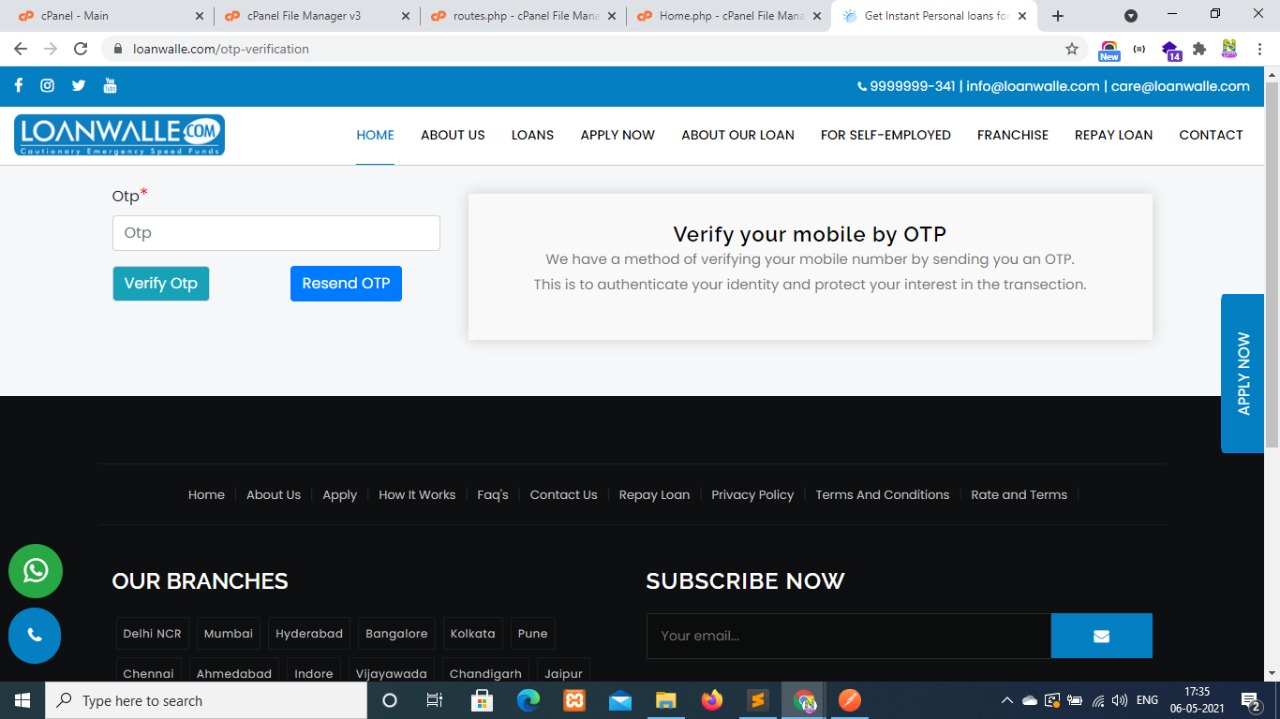 cPanel - Main
cPanel File Manager v3
routes.php - cPanel File Mana
Home.php - cPanel File Mana
Get Instant Personal loans fo
loanwalle.com/otp-verification
New
14
9999999-341 | info@loanwalle.com | care@loanwalle.com
LOANWALLE.COM
Cautionary Emergency Speed Funds
HOME
ABOUT US
LOANS
APPLY NOW
ABOUT OUR LOAN
FOR SELF-EMPLOYED
FRANCHISE
REPAY LOAN
CONTACT
Otp*
Otp
Verify Otp
Resend OTP
Verify your mobile by OTP
We have a method of verifying your mobile number by sending you an OTP.
This is to authenticate your identity and protect your interest in the transection.
APPLY NOW
Home
About Us
Apply
How It Works
Faq's
Contact Us
Repay Loan
Privacy Policy
Terms And Conditions
Rate and Terms
OUR BRANCHES
SUBSCRIBE NOW
Delhi NCR
Mumbai
Hyderabad
Bangalore
Kolkata
Pune
Your email...
Chennai
Ahmedabad
Indore
Vijayawada
Chandigarh
Jaipur
Type here to search
ENG
17:35
06-05-2021
2